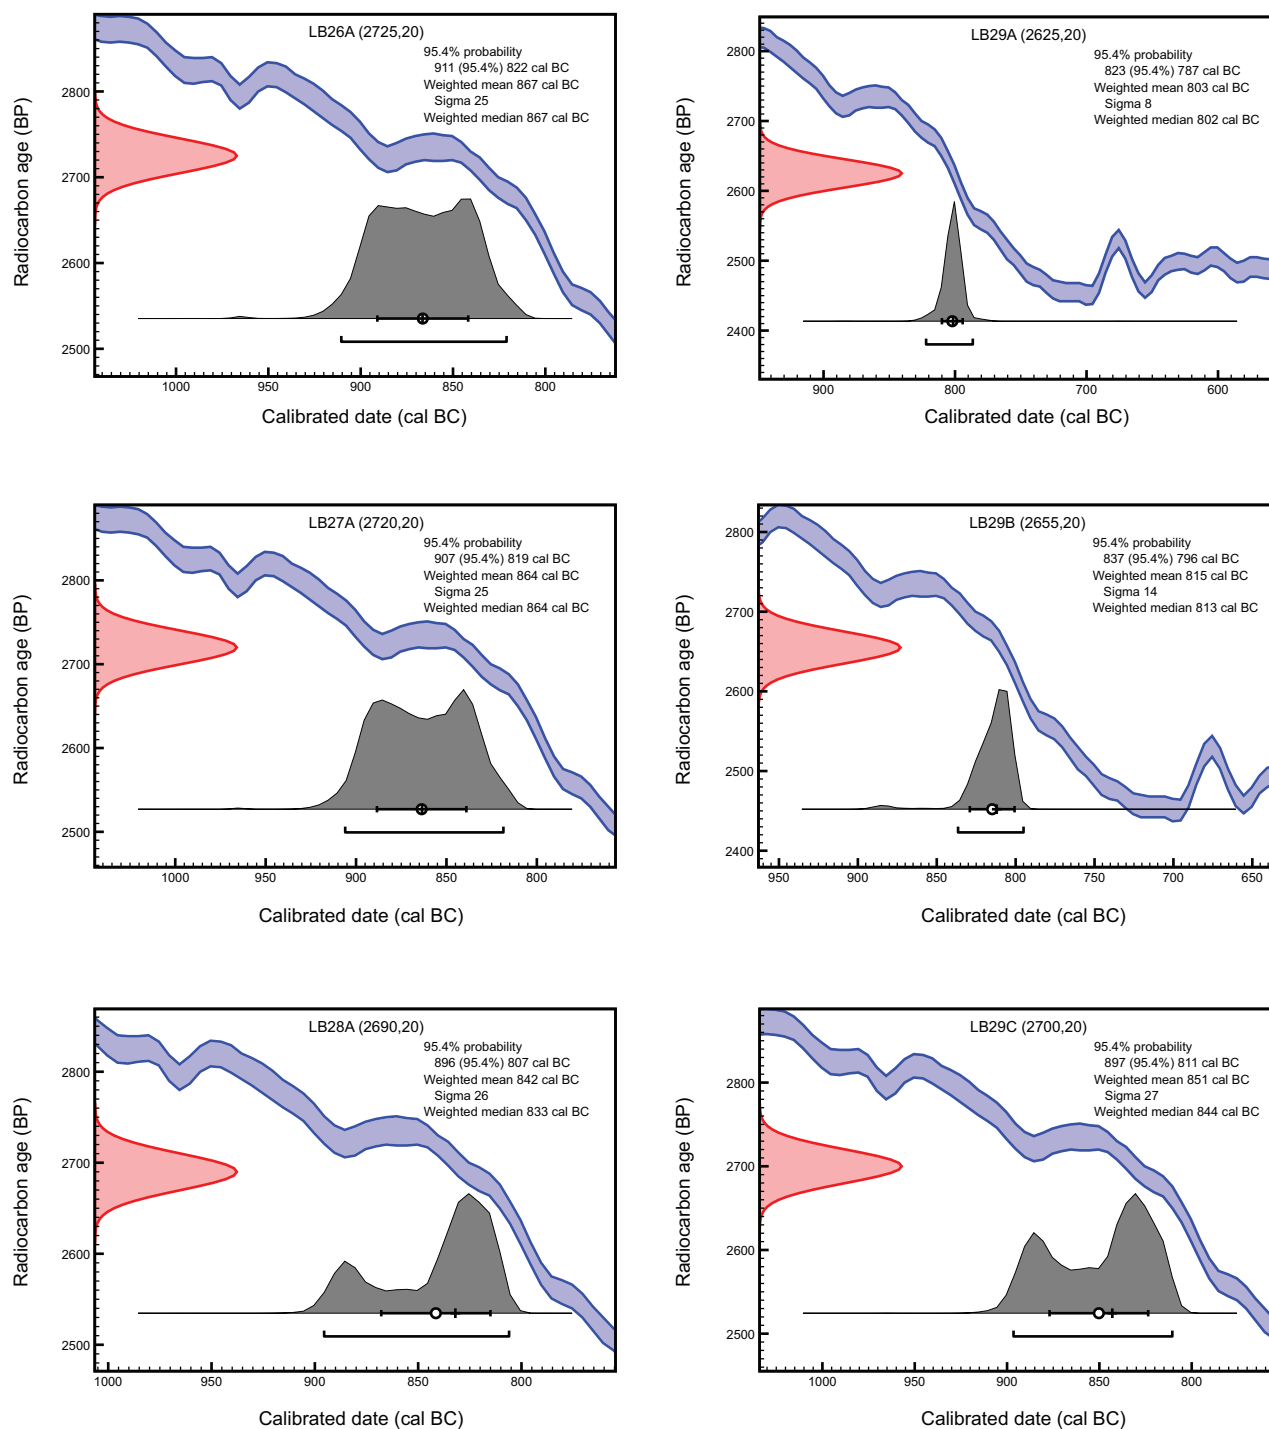 LB26A (2725,20)
95.4% probability
911 (95.4%) 822 cal BC
Weighted mean 867 cal BC
Sigma 25
Weighted median 867 cal BC
Radiocarbon age (BP)
2800
2700
2600
2500
1000
950
900
850
800
Calibrated date (cal BC)
LB29A (2625,20)
95.4% probability
823 (95.4%) 787 cal BC
Weighted mean 803 cal BC
Sigma 8
Weighted median 802 cal BC
Radiocarbon age (BP)
2800
2700
2600
2500
2400
900
800
700
600
Calibrated date (cal BC)
LB27A (2720,20)
95.4% probability
907 (95.4%) 819 cal BC
Weighted mean 864 cal BC
Sigma 25
Weighted median 864 cal BC
Radiocarbon age (BP)
2800
2700
2600
2500
1000
950
900
850
800
Calibrated date (cal BC)
LB29B (2655,20)
95.4% probability
837 (95.4%) 796 cal BC
Weighted mean 815 cal BC
Sigma 14
Weighted median 813 cal BC
Radiocarbon age (BP)
2800
2700
2600
2500
2400
950
900
850
800
750
700
650
Calibrated date (cal BC)
LB28A (2690,20)
95.4% probability
896 (95.4%) 807 cal BC
Weighted mean 842 cal BC
Sigma 26
Weighted median 833 cal BC
Radiocarbon age (BP)
2800
2700
2600
2500
1000
950
900
850
800
Calibrated date (cal BC)
LB29C (2700,20)
95.4% probability
897 (95.4%) 811 cal BC
Weighted mean 851 cal BC
Sigma 27
Weighted median 844 cal BC
Radiocarbon age (BP)
2800
2700
2600
2500
1000
950
900
850
800
Calibrated date (cal BC)